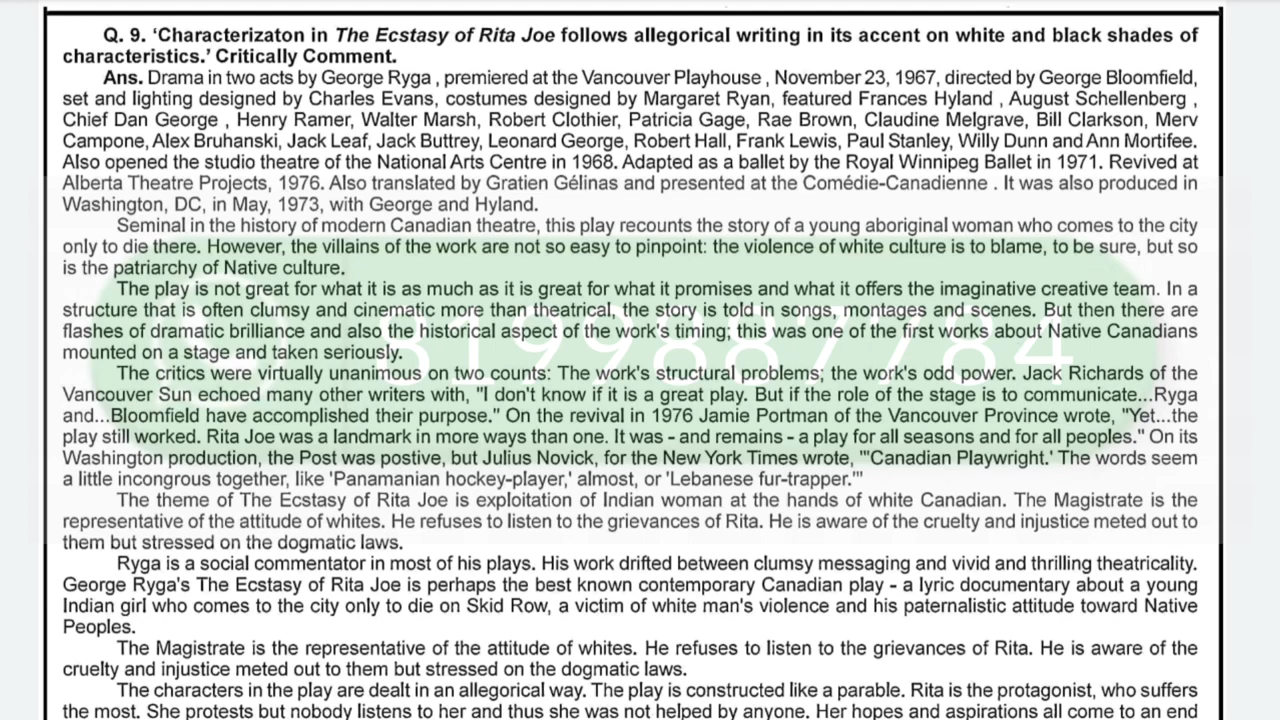 Q. 9. ‘Characterizaton in The Ecstasy of Rita Joe follows allegorical writing in its accent on white and black shades of
characteristics.’ Critically Comment.
Ans. Drama in two acts by George Ryga , premiered at the Vancouver Playhouse , November 23, 1967, directed by George Bloomfield,
set and lighting designed by Charles Evans, costumes designed by Margaret Ryan, featured Frances Hyland , August Schellenberg ,
Chief Dan George , Henry Ramer, Walter Marsh, Robert Clothier, Patricia Gage, Rae Brown, Claudine Melgrave, Bill Clarkson, Merv
Campone, Alex Bruhanski, Jack Leaf, Jack Buttrey, Leonard George, Robert Hall, Frank Lewis, Paul Stanley, Willy Dunn and Ann Mortifee.
Also opened the studio theatre of the National Arts Centre in 1968. Adapted as a ballet by the Royal Winnipeg Ballet in 1971. Revived at
Alberta Theatre Projects, 1976. Also translated by Gratien Gélinas and presented at the Comédie-Canadienne . It was also produced in
Washington, DC, in May, 1973, with George and Hyland.
Seminal in the history of modern Canadian theatre, this play recounts the story of a young aboriginal woman who comes to the city
only to die there. However, the villains of the work are not so easy to pinpoint: the violence of white culture is to blame, to be sure, but so
is the patriarchy of Native culture.
The play is not great for what it is as much as it is great for what it promises and what it offers the imaginative creative team. In a
structure that is often clumsy and cinematic more than theatrical, the story is told in songs, montages and scenes. But then there are
flashes of dramatic brilliance and also the historical aspect of the work's timing; this was one of the first works about Native Canadians
mounted on a stage and taken seriously.
8199887784
The critics were virtually unanimous on two counts: The work's structural problems; the work's odd power. Jack Richards of the
Vancouver Sun echoed many other writers with, "I don't know if it is a great play. But if the role of the stage is to communicate...Ryga
and...Bloomfield have accomplished their purpose." On the revival in 1976 Jamie Portman of the Vancouver Province wrote, "Yet...the
play still worked. Rita Joe was a landmark in more ways than one. It was - and remains - a play for all seasons and for all peoples." On its
Washington production, the Post was postive, but Julius Novick, for the New York Times wrote, "'Canadian Playwright.' The words seem
a little incongrous together, like 'Panamanian hockey-player,' almost, or 'Lebanese fur-trapper.'"
The theme of The Ecstasy of Rita Joe is exploitation of Indian woman at the hands of white Canadian. The Magistrate is the
representative of the attitude of whites. He refuses to listen to the grievances of Rita. He is aware of the cruelty and injustice meted out to
them but stressed on the dogmatic laws.
Ryga is a social commentator in most of his plays. His work drifted between clumsy messaging and vivid and thrilling theatricality.
George Ryga's The Ecstasy of Rita Joe is perhaps the best known contemporary Canadian play - a lyric documentary about a young
Indian girl who comes to the city only to die on Skid Row, a victim of white man's violence and his paternalistic attitude toward Native
Peoples.
The Magistrate is the representative of the attitude of whites. He refuses to listen to the grievances of Rita. He is aware of the
cruelty and injustice meted out to them but stressed on the dogmatic laws.
The characters in the play are dealt in an allegorical way. The play is constructed like a parable. Rita is the protagonist, who suffers
the most. She protests but nobody listens to her and thus she was not helped by anyone. Her hopes and aspirations all come to an end